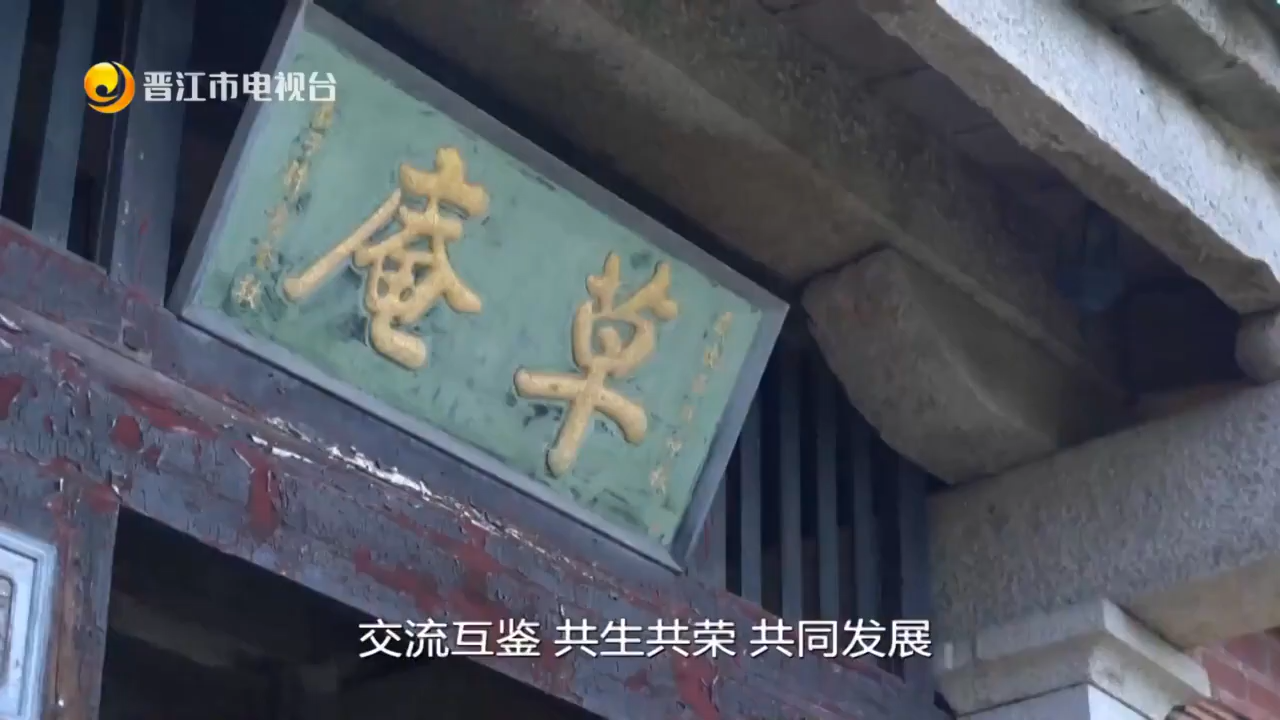 晋江市电视台
草庵
交流互鉴 共生共荣 共同发展